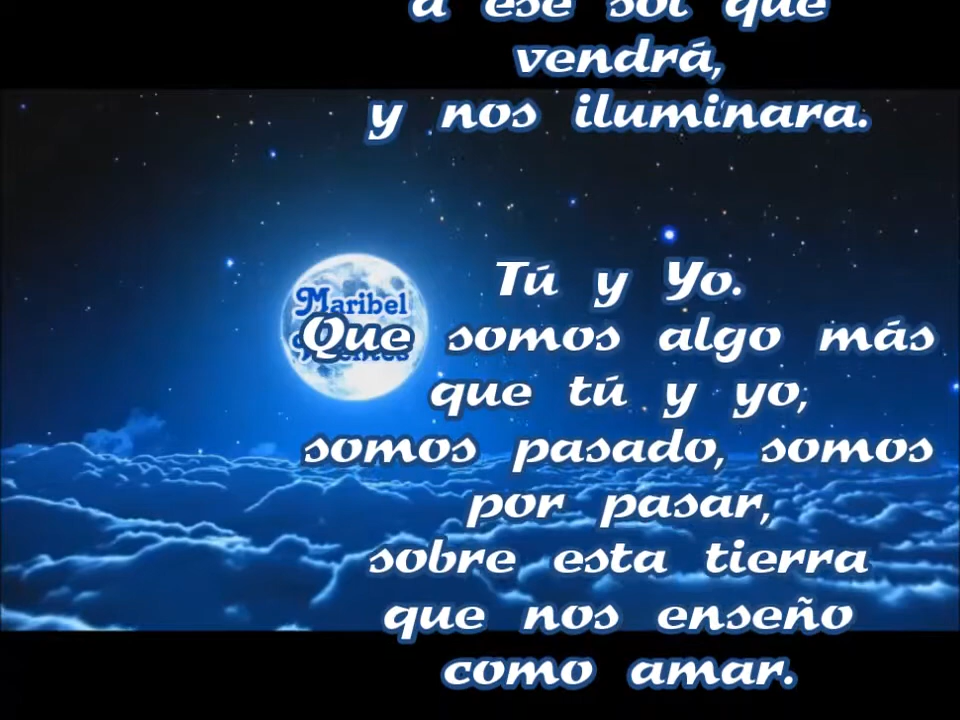 a ese sol que
vendrá,
y nos iluminara.
Tú y Yo.
Maribel
Que somos algo más
que tú y yo,
somos pasado, somos
por pasar,
sobre esta tierra
que nos enseño
como amar.